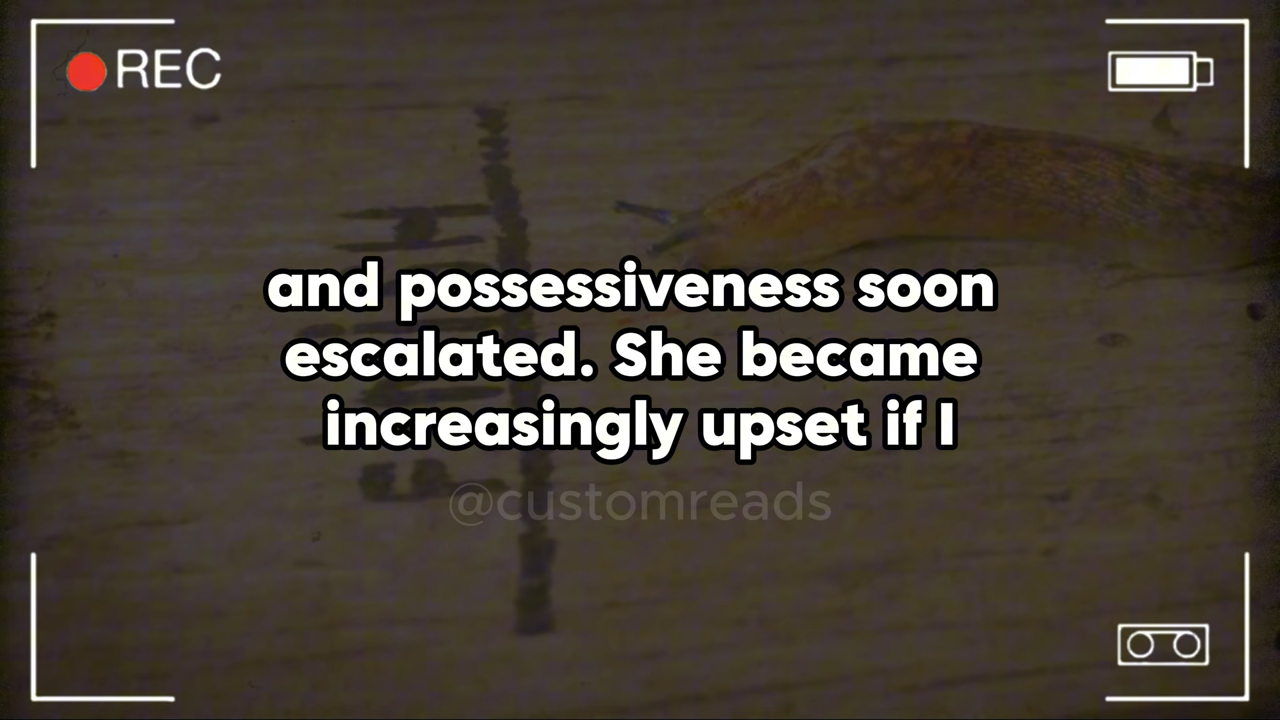 REC
and possessiveness soon
escalated. She became
increasingly upset if I
@customreads